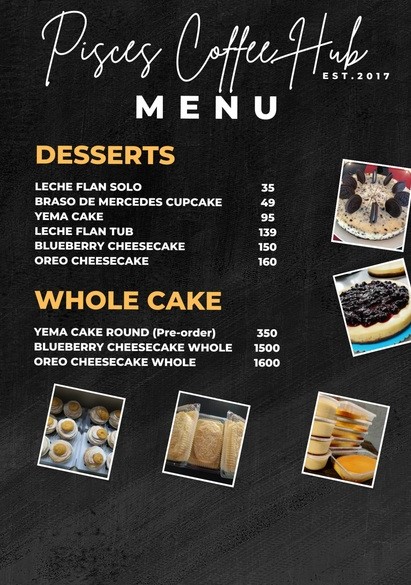 Pisces Coffee Hub
EST.2017
MENU
DESSERTS
LECHE FLAN SOLO 35
BRASO DE MERCEDES CUPCAKE 49
YEMA CAKE 95
LECHE FLAN TUB 139
BLUEBERRY CHEESECAKE 150
OREO CHEESECAKE 160
WHOLE CAKE
YEMA CAKE ROUND (Pre-order) 350
BLUEBERRY CHEESECAKE WHOLE 1500
OREO CHEESECAKE WHOLE 1600